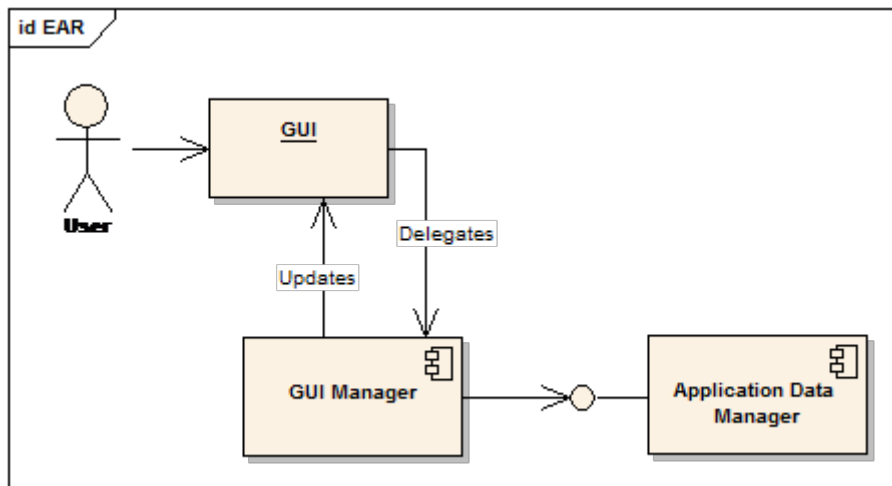 id EAR
GUI
User
Delegates
Updates
GUI Manager
Application Data
Manager